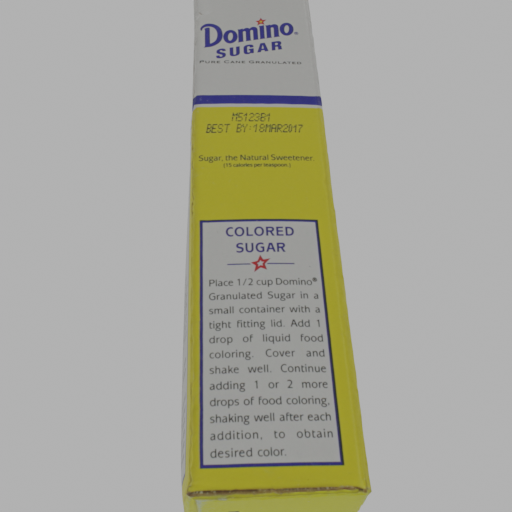 Domino
SUGAR
PURE CANE GRANULATED
M5123B1
BEST BY:18MAR2017
Sugar, the Natural Sweetener.
(15 calories per teaspoon.)
COLORED
SUGAR
Place 1/2 cup Domino®
Granulated Sugar in a
small container with a
tight fitting lid. Add 1
drop of liquid food
coloring. Cover and
shake well. Continue
adding 1 or 2 more
drops of food coloring,
shaking well after each
addition, to obtain
desired color.